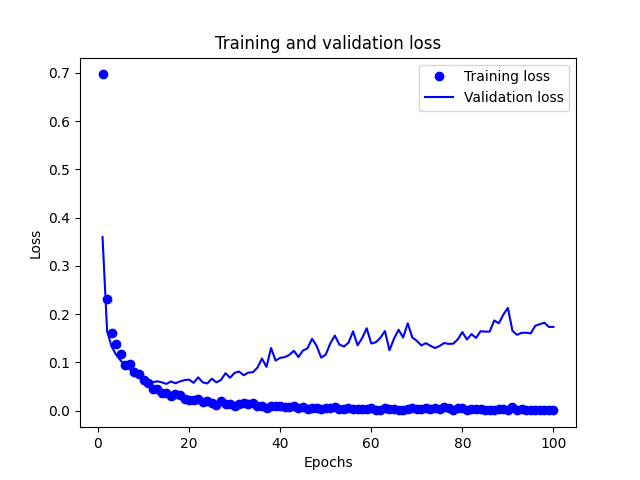 Training and validation loss
Training loss
Validation loss
Loss
0.7
0.6
0.5
0.4
0.3
0.2
0.1
0.0
0 20 40 60 80 100
Epochs